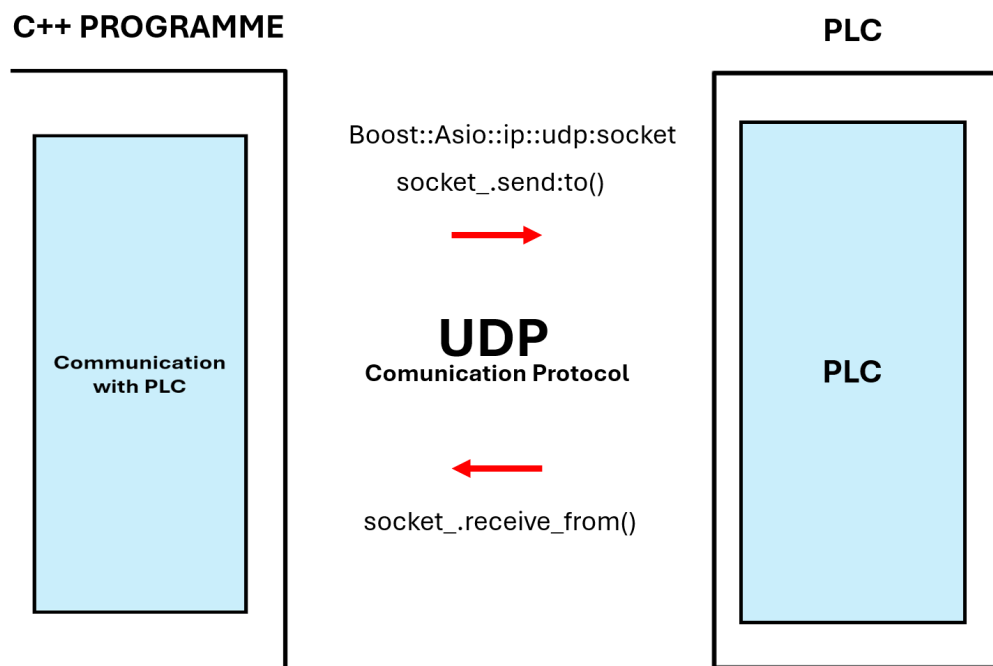 C++ PROGRAMME
PLC
Boost::Asio::ip::udp:socket
socket_.send:to()
UDP
Comunication Protocol
Communication
with PLC
PLC
socket_.receive_from()